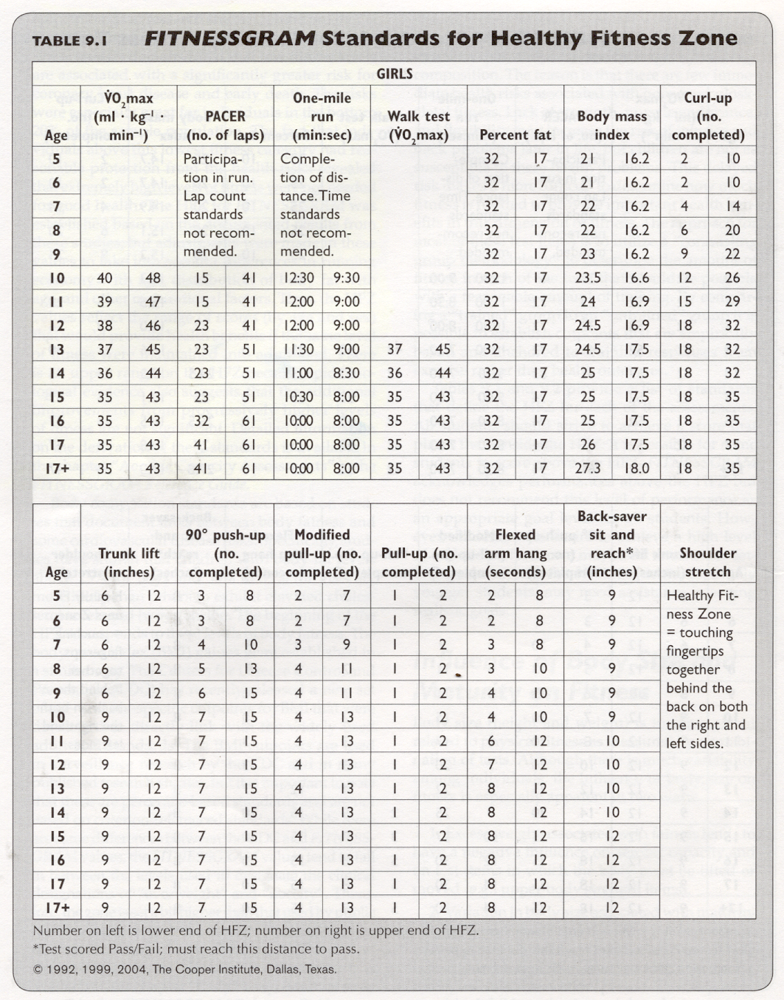 TABLE 9.1 FITNESSGRAM Standards for Healthy Fitness Zone
GIRLS
V̇O2max One-mile Curl-up
(ml · kg–1 · PACER run Walk test Body mass (no.
Age min–1) (no. of laps) (min:sec) (V̇O2max) Percent fat index completed)
5 Participa- Comple- 32 17 21 16.2 2 10
6 tion in run. tion of dis- 32 17 21 16.2 2 10
7 Lap count tance. Time 32 17 22 16.2 4 14
standards standards
8 not recom- not recom- 32 17 22 16.2 6 20
9 mended. mended. 32 17 23 16.2 9 22
10 40 48 15 41 12:30 9:30 32 17 23.5 16.6 12 26
11 39 47 15 41 12:00 9:00 32 17 24 16.9 15 29
12 38 46 23 41 12:00 9:00 32 17 24.5 16.9 18 32
13 37 45 23 51 11:30 9:00 37 45 32 17 24.5 17.5 18 32
14 36 44 23 51 11:00 8:30 36 44 32 17 25 17.5 18 32
15 35 43 23 51 10:30 8:00 35 43 32 17 25 17.5 18 35
16 35 43 32 61 10:00 8:00 35 43 32 17 25 17.5 18 35
17 35 43 41 61 10:00 8:00 35 43 32 17 26 17.5 18 35
17+ 35 43 41 61 10:00 8:00 35 43 32 17 27.3 18.0 18 35
Back-saver
90° push-up Modified Flexed sit and
Trunk lift (no. pull-up (no. Pull-up (no. arm hang reach* Shoulder
Age (inches) completed) completed) completed) (seconds) (inches) stretch
5 6 12 3 8 2 7 1 2 2 8 9 Healthy Fit-
6 6 12 3 8 2 7 1 2 2 8 9 ness Zone
= touching
7 6 12 4 10 3 9 1 2 3 8 9 fingertips
8 6 12 5 13 4 11 1 2 3 10 9 together
9 6 12 6 15 4 11 1 2 4 10 9 behind the
10 9 12 7 15 4 13 1 2 4 10 9 back on both
the right and
11 9 12 7 15 4 13 1 2 6 12 10 left sides.
12 9 12 7 15 4 13 1 2 7 12 10
13 9 12 7 15 4 13 1 2 8 12 10
14 9 12 7 15 4 13 1 2 8 12 10
15 9 12 7 15 4 13 1 2 8 12 12
16 9 12 7 15 4 13 1 2 8 12 12
17 9 12 7 15 4 13 1 2 8 12 12
17+ 9 12 7 15 4 13 1 2 8 12 12
Number on left is lower end of HFZ; number on right is upper end of HFZ.
*Test scored Pass/Fail; must reach this distance to pass.
© 1992, 1999, 2004, The Cooper Institute, Dallas, Texas.